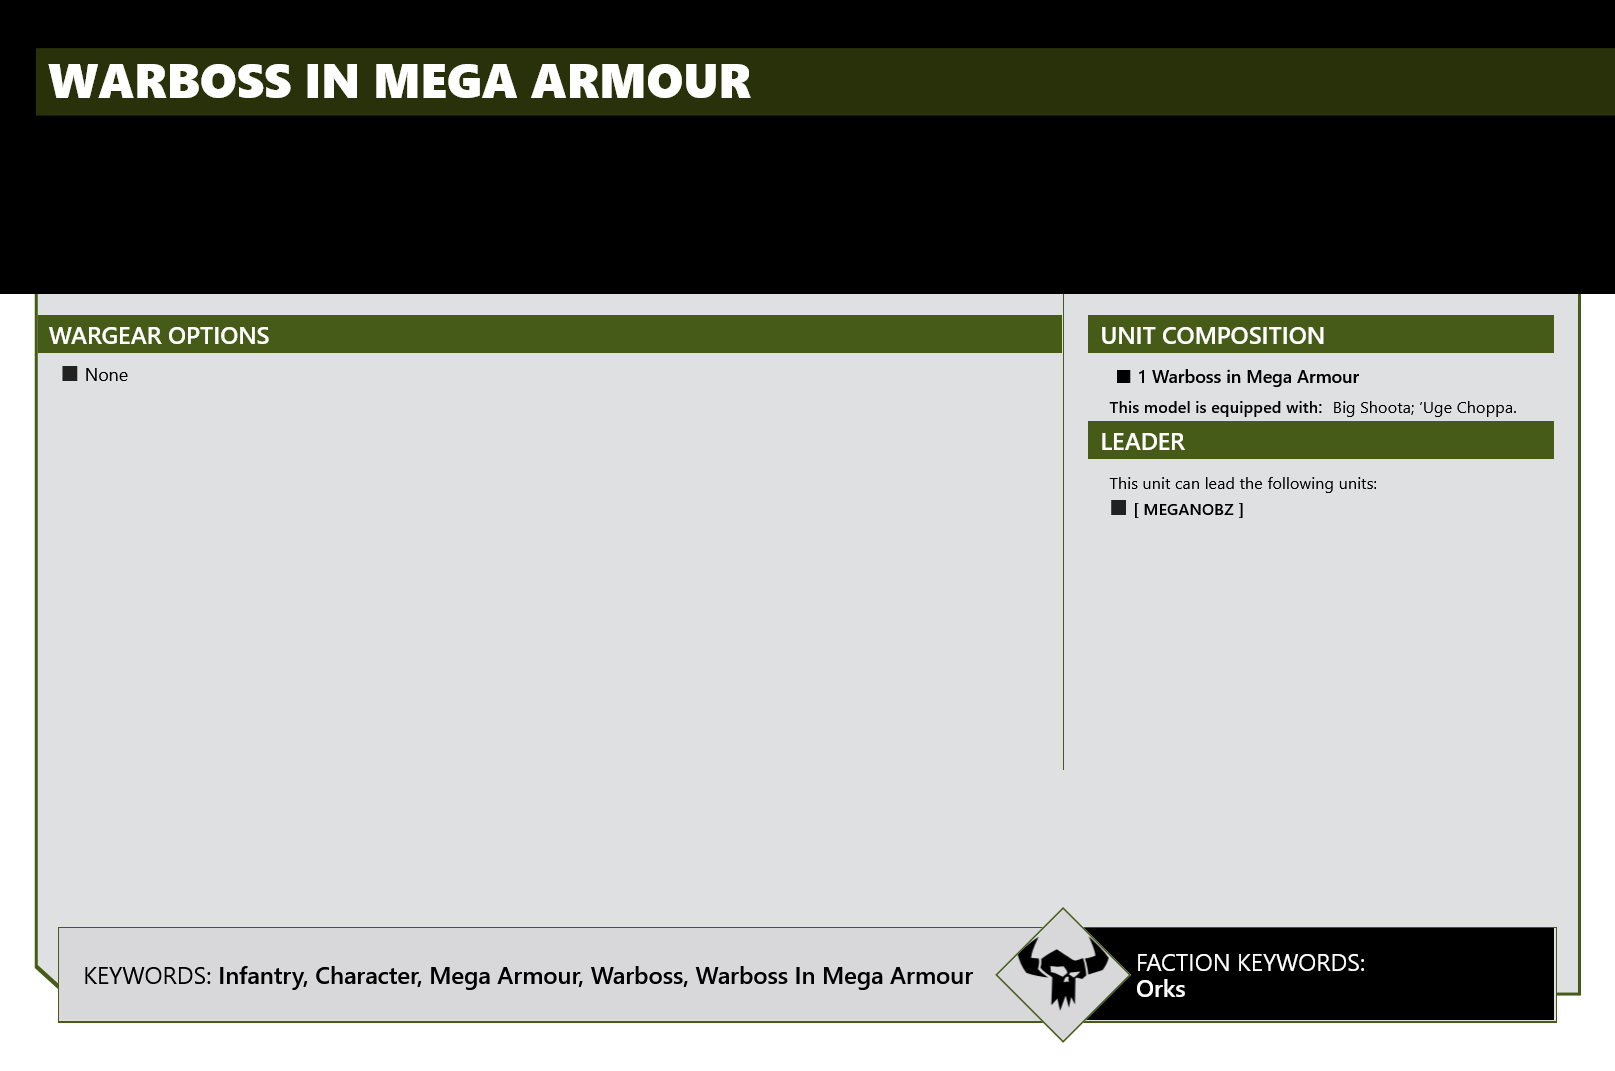 WARBOSS IN MEGA ARMOUR
WARGEAR OPTIONS
None
UNIT COMPOSITION
1 Warboss in Mega Armour
This model is equipped with: Big Shoota; ‘Uge Choppa.
LEADER
This unit can lead the following units:
[ MEGANOBZ ]
KEYWORDS: Infantry, Character, Mega Armour, Warboss, Warboss In Mega Armour
FACTION KEYWORDS:
Orks